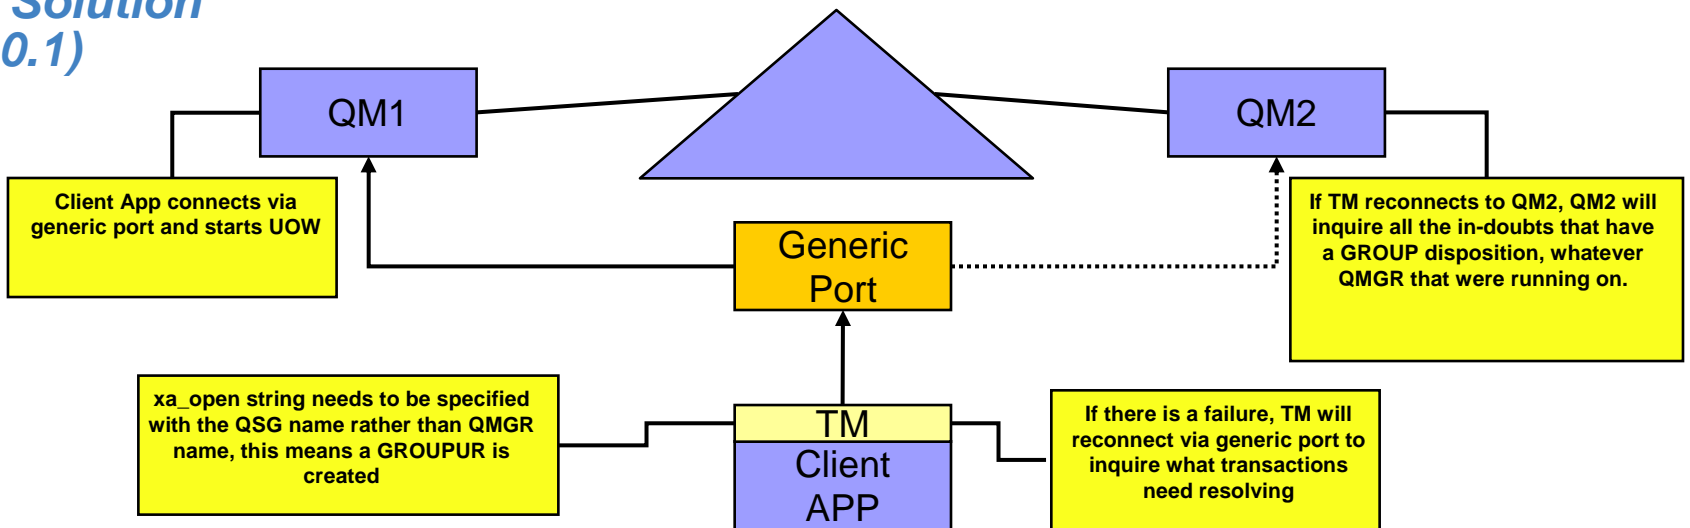 Solution
0.1)
QM1
QM2
Client App connects via
generic port and starts UOW
If TM reconnects to QM2, QM2 will
inquire all the in-doubts that have
a GROUP disposition, whatever
QMGR that were running on.
Generic
Port
xa_open string needs to be specified
with the QSG name rather than QMGR
name, this means a GROUPUR is
created
TM
Client
APP
If there is a failure, TM will
reconnect via generic port to
inquire what transactions
need resolving